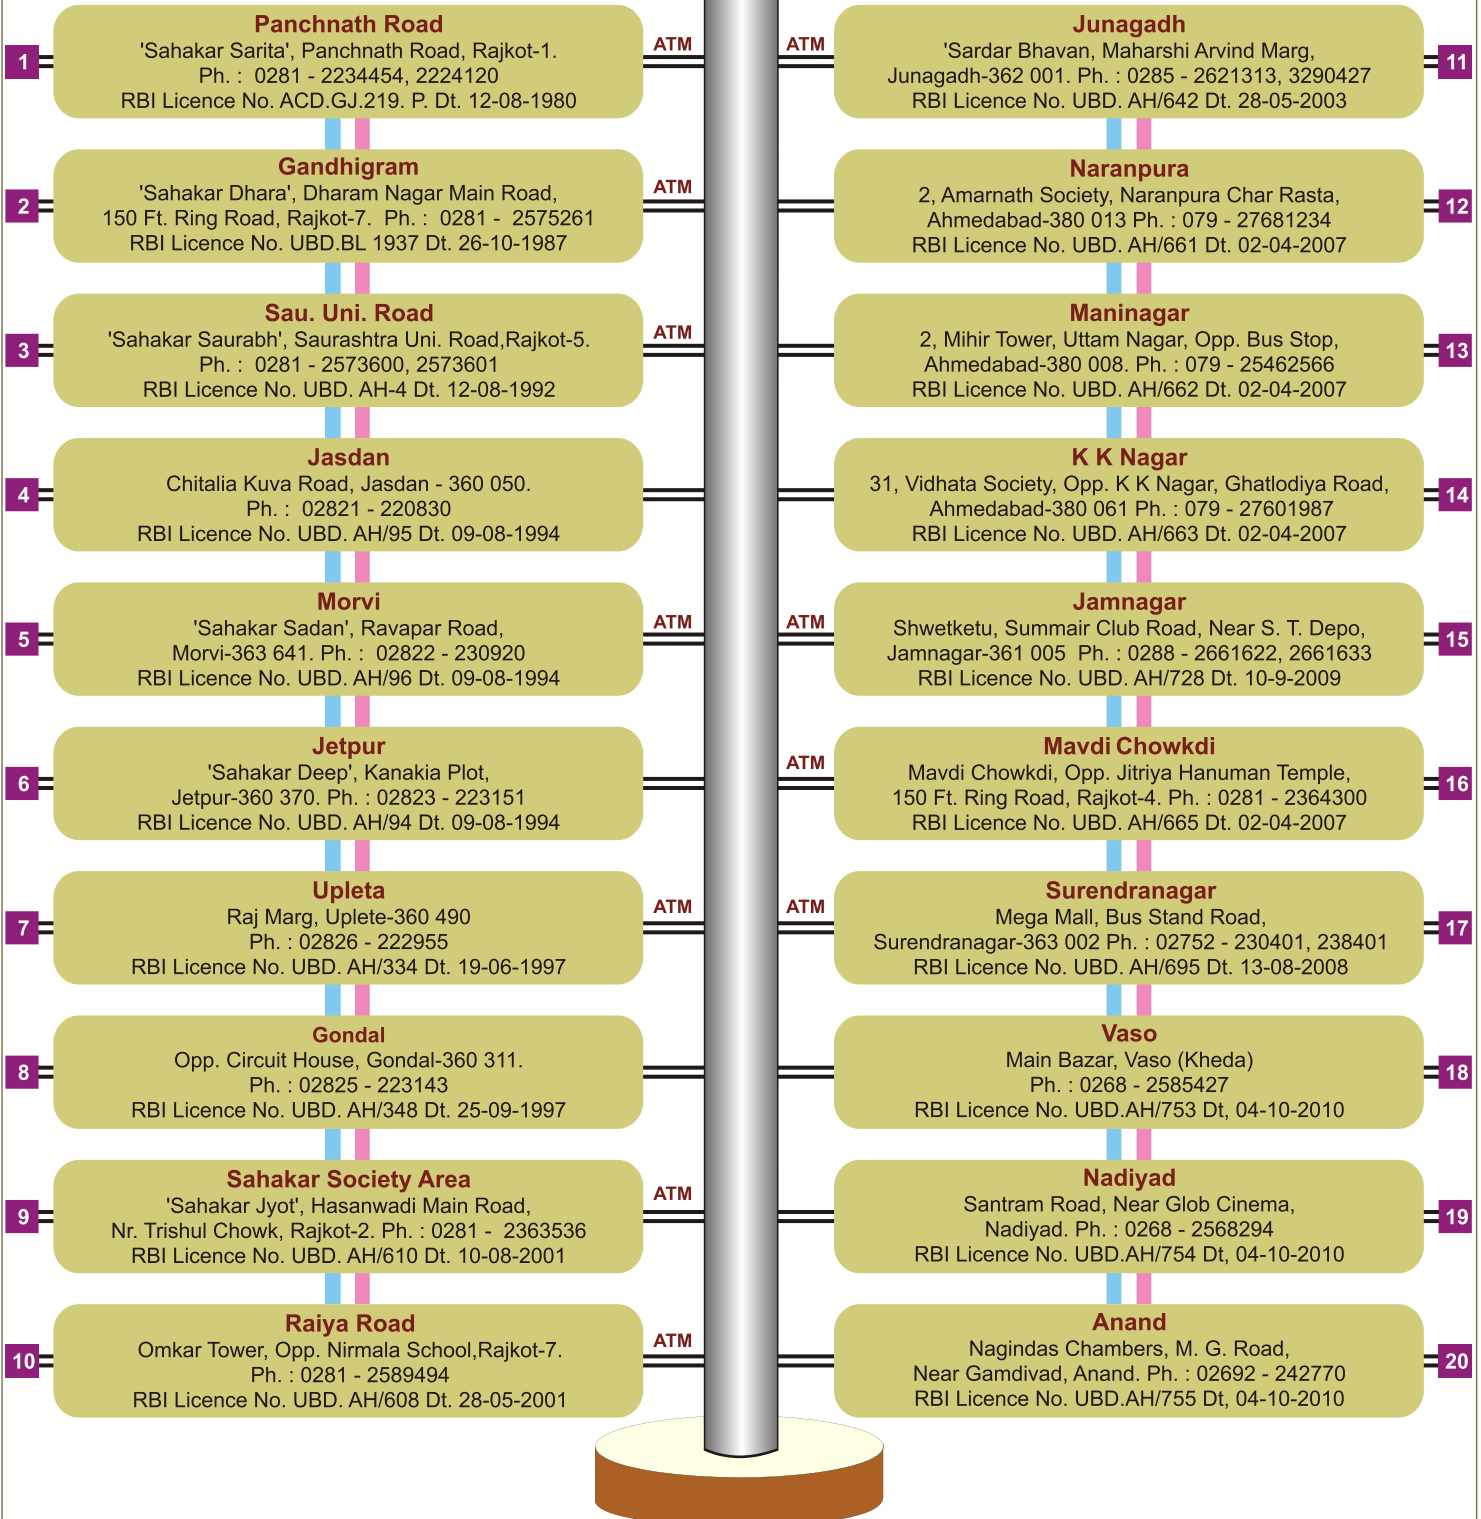 1
Panchnath Road
'Sahakar Sarita', Panchnath Road, Rajkot-1.
Ph. : 0281 - 2234454, 2224120
RBI Licence No. ACD.GJ.219. P. Dt. 12-08-1980
ATM
2
Gandhigram
'Sahakar Dhara', Dharam Nagar Main Road,
150 Ft. Ring Road, Rajkot-7. Ph. : 0281 - 2575261
RBI Licence No. UBD.BL 1937 Dt. 26-10-1987
ATM
3
Sau. Uni. Road
'Sahakar Saurabh', Saurashtra Uni. Road,Rajkot-5.
Ph. : 0281 - 2573600, 2573601
RBI Licence No. UBD. AH-4 Dt. 12-08-1992
ATM
4
Jasdan
Chitalia Kuva Road, Jasdan - 360 050.
Ph. : 02821 - 220830
RBI Licence No. UBD. AH/95 Dt. 09-08-1994
5
Morvi
'Sahakar Sadan', Ravapar Road,
Morvi-363 641. Ph. : 02822 - 230920
RBI Licence No. UBD. AH/96 Dt. 09-08-1994
ATM
6
Jetpur
'Sahakar Deep', Kanakia Plot,
Jetpur-360 370. Ph. : 02823 - 223151
RBI Licence No. UBD. AH/94 Dt. 09-08-1994
7
Upleta
Raj Marg, Uplete-360 490
Ph. : 02826 - 222955
RBI Licence No. UBD. AH/334 Dt. 19-06-1997
ATM
8
Gondal
Opp. Circuit House, Gondal-360 311.
Ph. : 02825 - 223143
RBI Licence No. UBD. AH/348 Dt. 25-09-1997
9
Sahakar Society Area
'Sahakar Jyot', Hasanwadi Main Road,
Nr. Trishul Chowk, Rajkot-2. Ph. : 0281 - 2363536
RBI Licence No. UBD. AH/610 Dt. 10-08-2001
ATM
10
Raiya Road
Omkar Tower, Opp. Nirmala School,Rajkot-7.
Ph. : 0281 - 2589494
RBI Licence No. UBD. AH/608 Dt. 28-05-2001
ATM
ATM
Junagadh
'Sardar Bhavan, Maharshi Arvind Marg,
Junagadh-362 001. Ph. : 0285 - 2621313, 3290427
RBI Licence No. UBD. AH/642 Dt. 28-05-2003
11
Naranpura
2, Amarnath Society, Naranpura Char Rasta,
Ahmedabad-380 013 Ph. : 079 - 27681234
RBI Licence No. UBD. AH/661 Dt. 02-04-2007
12
Maninagar
2, Mihir Tower, Uttam Nagar, Opp. Bus Stop,
Ahmedabad-380 008. Ph. : 079 - 25462566
RBI Licence No. UBD. AH/662 Dt. 02-04-2007
13
K K Nagar
31, Vidhata Society, Opp. K K Nagar, Ghatlodiya Road,
Ahmedabad-380 061 Ph. : 079 - 27601987
RBI Licence No. UBD. AH/663 Dt. 02-04-2007
14
ATM
Jamnagar
Shwetketu, Summair Club Road, Near S. T. Depo,
Jamnagar-361 005 Ph. : 0288 - 2661622, 2661633
RBI Licence No. UBD. AH/728 Dt. 10-9-2009
15
ATM
Mavdi Chowkdi
Mavdi Chowkdi, Opp. Jitriya Hanuman Temple,
150 Ft. Ring Road, Rajkot-4. Ph. : 0281 - 2364300
RBI Licence No. UBD. AH/665 Dt. 02-04-2007
16
ATM
Surendranagar
Mega Mall, Bus Stand Road,
Surendranagar-363 002 Ph. : 02752 - 230401, 238401
RBI Licence No. UBD. AH/695 Dt. 13-08-2008
17
Vaso
Main Bazar, Vaso (Kheda)
Ph. : 0268 - 2585427
RBI Licence No. UBD.AH/753 Dt, 04-10-2010
18
Nadiyad
Santram Road, Near Glob Cinema,
Nadiyad. Ph. : 0268 - 2568294
RBI Licence No. UBD.AH/754 Dt, 04-10-2010
19
Anand
Nagindas Chambers, M. G. Road,
Near Gamdivad, Anand. Ph. : 02692 - 242770
RBI Licence No. UBD.AH/755 Dt, 04-10-2010
20